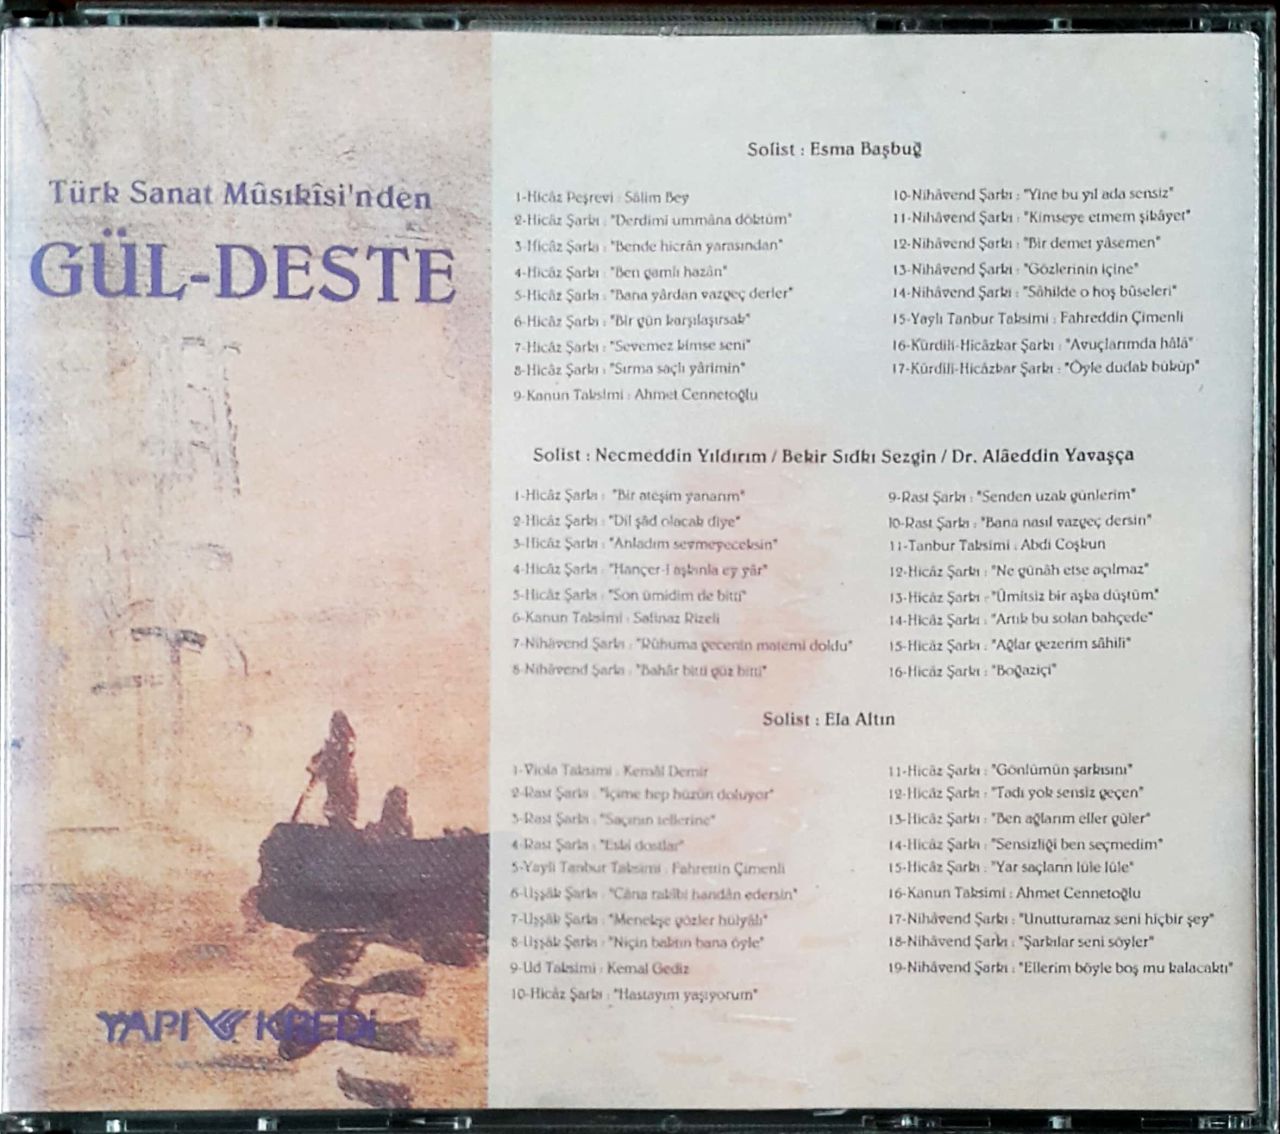 Türk Sanat Mûsıkîsi'nden
GÜL-DESTE
YAPI KREDİ
Solist : Esma Başbuğ
1-Hicâz Peşrevi : Sâlim Bey
2-Hicâz Şarkı : "Derdimi ummâna döktüm"
3-Hicâz Şarkı : "Bende hicrân yarasından"
4-Hicâz Şarkı : "Ben gamlı hazân"
5-Hicâz Şarkı : "Bana yârdan vazgeç derler"
6-Hicâz Şarkı : "Bir gün karşılaşırsak"
7-Hicâz Şarkı : "Sevemez kimse seni"
8-Hicâz Şarkı : "Sırma saçlı yârimin"
9-Kanun Taksimi : Ahmet Cennetoğlu
10-Nihâvend Şarkı : "Yine bu yıl ada sensiz"
11-Nihâvend Şarkı : "Kimseye etmem şikâyet"
12-Nihâvend Şarkı : "Bir demet yâsemen"
13-Nihâvend Şarkı : "Gözlerinin içine"
14-Nihâvend Şarkı : "Sâhilde o hoş bûseleri"
15-Yaylı Tanbur Taksimi : Fahreddin Çimenli
16-Kürdili-Hicâzkar Şarkı : "Avuçlarımda hâlâ"
17-Kürdili-Hicâzkar Şarkı : "Öyle dudak büküp"
Solist : Necmeddin Yıldırım / Bekir Sıdkı Sezgin / Dr. Alâeddin Yavaşça
1-Hicâz Şarkı : "Bir ateşim yanarım"
2-Hicâz Şarkı : "Dil şâd olacak diye"
3-Hicâz Şarkı : "Anladım sevmeyeceksin"
4-Hicâz Şarkı : "Hançer-i aşkınla ey yâr"
5-Hicâz Şarkı : "Son ümidim de bitti"
6-Kanun Taksimi : Safinaz Rizeli
7-Nihâvend Şarkı : "Rûhuma gecenin matemi doldu"
8-Nihâvend Şarkı : "Bahâr bitti güz bitti"
9-Rast Şarkı : "Senden uzak günlerim"
10-Rast Şarkı : "Bana nasıl vazgeç dersin"
11-Tanbur Taksimi : Abdi Coşkun
12-Hicâz Şarkı : "Ne günâh etse açılmaz"
13-Hicâz Şarkı : "Ümitsiz bir aşka düştüm"
14-Hicâz Şarkı : "Artık bu solan bahçede"
15-Hicâz Şarkı : "Ağlar gezerim sâhili"
16-Hicâz Şarkı : "Boğaziçi"
Solist : Ela Altın
1-Viola Taksimi : Kemâl Demir
2-Rast Şarkı : "İçime hep hüzün doluyor"
3-Rast Şarkı : "Saçının tellerine"
4-Rast Şarkı : "Eski dostlar"
5-Yaylı Tanbur Taksimi : Fahrettin Çimenli
6-Uşşâk Şarkı : "Câna rakîbi handân edersin"
7-Uşşâk Şarkı : "Menekşe gözler hülyâlı"
8-Uşşâk Şarkı : "Niçin baktın bana öyle"
9-Ud Taksimi : Kemal Gediz
10-Hicâz Şarkı : "Hastayım yaşıyorum"
11-Hicâz Şarkı : "Gönlümün şarkısını"
12-Hicâz Şarkı : "Tadı yok sensiz geçen"
13-Hicâz Şarkı : "Ben ağlarım eller güler"
14-Hicâz Şarkı : "Sensizliği ben seçmedim"
15-Hicâz Şarkı : "Yar saçların lüle lüle"
16-Kanun Taksimi : Ahmet Cennetoğlu
17-Nihâvend Şarkı : "Unutturamaz seni hiçbir şey"
18-Nihâvend Şarkı : "Şarkılar seni söyler"
19-Nihâvend Şarkı : "Ellerim böyle boş mu kalacaktı"